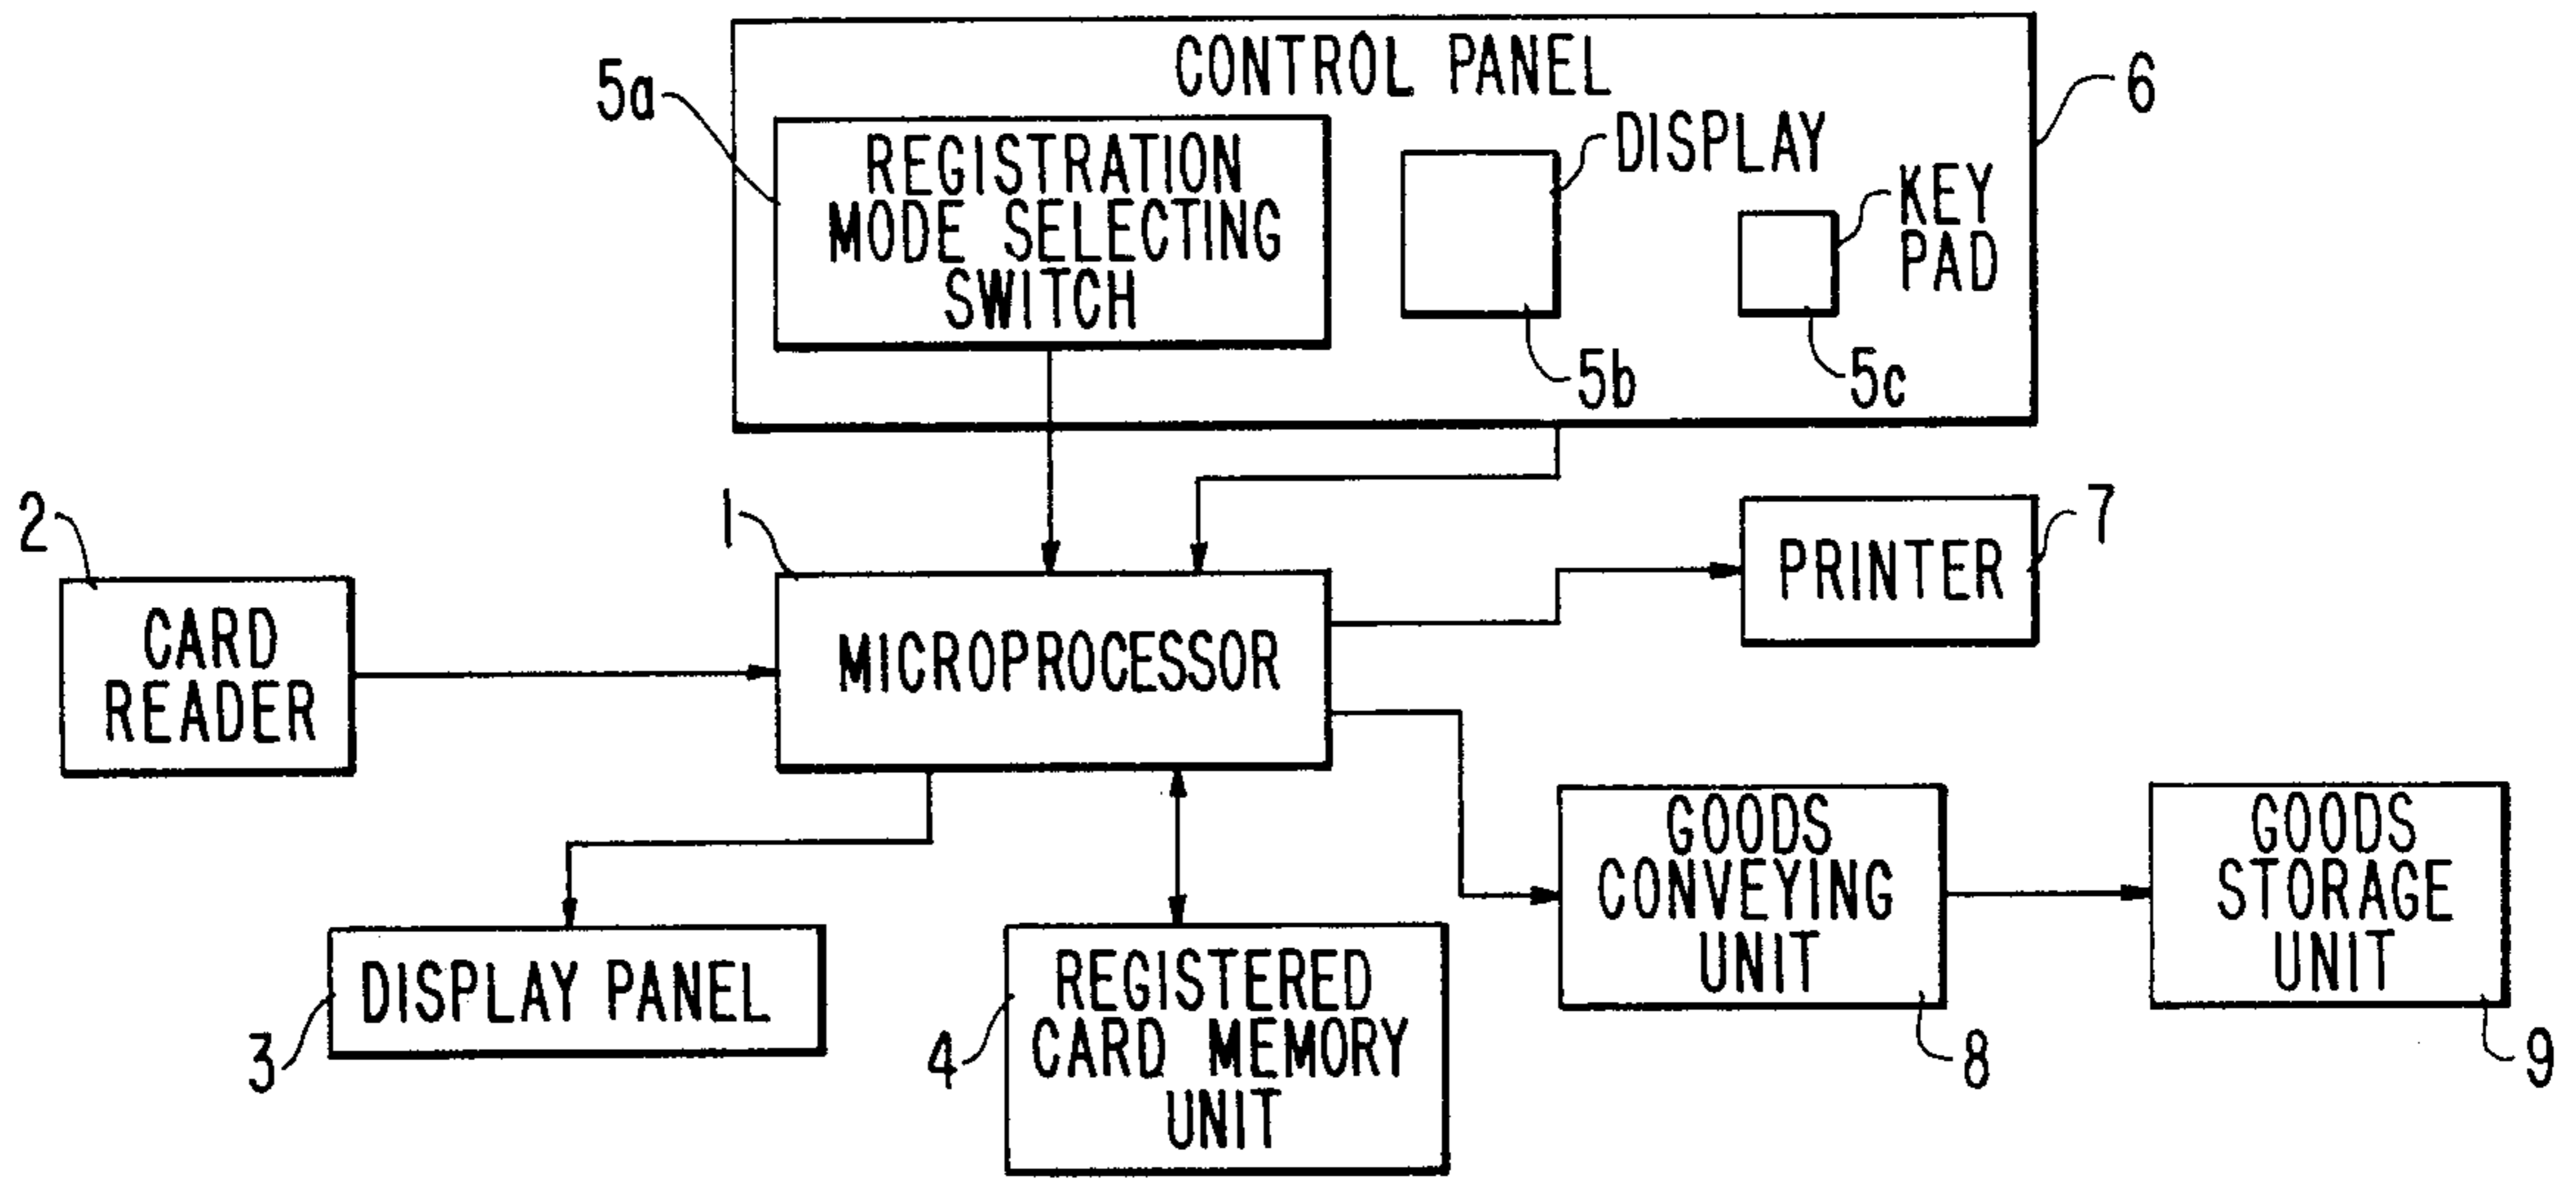 CONTROL PANEL
5a
6
REGISTRATION
MODE SELECTING
SWITCH
DISPLAY
KEY
PAD
5b
5c
2
1
7
CARD
READER
MICROPROCESSOR
PRINTER
DISPLAY PANEL
3
REGISTERED
CARD MEMORY
UNIT
4
GOODS
CONVEYING
UNIT
8
GOODS
STORAGE
UNIT
9